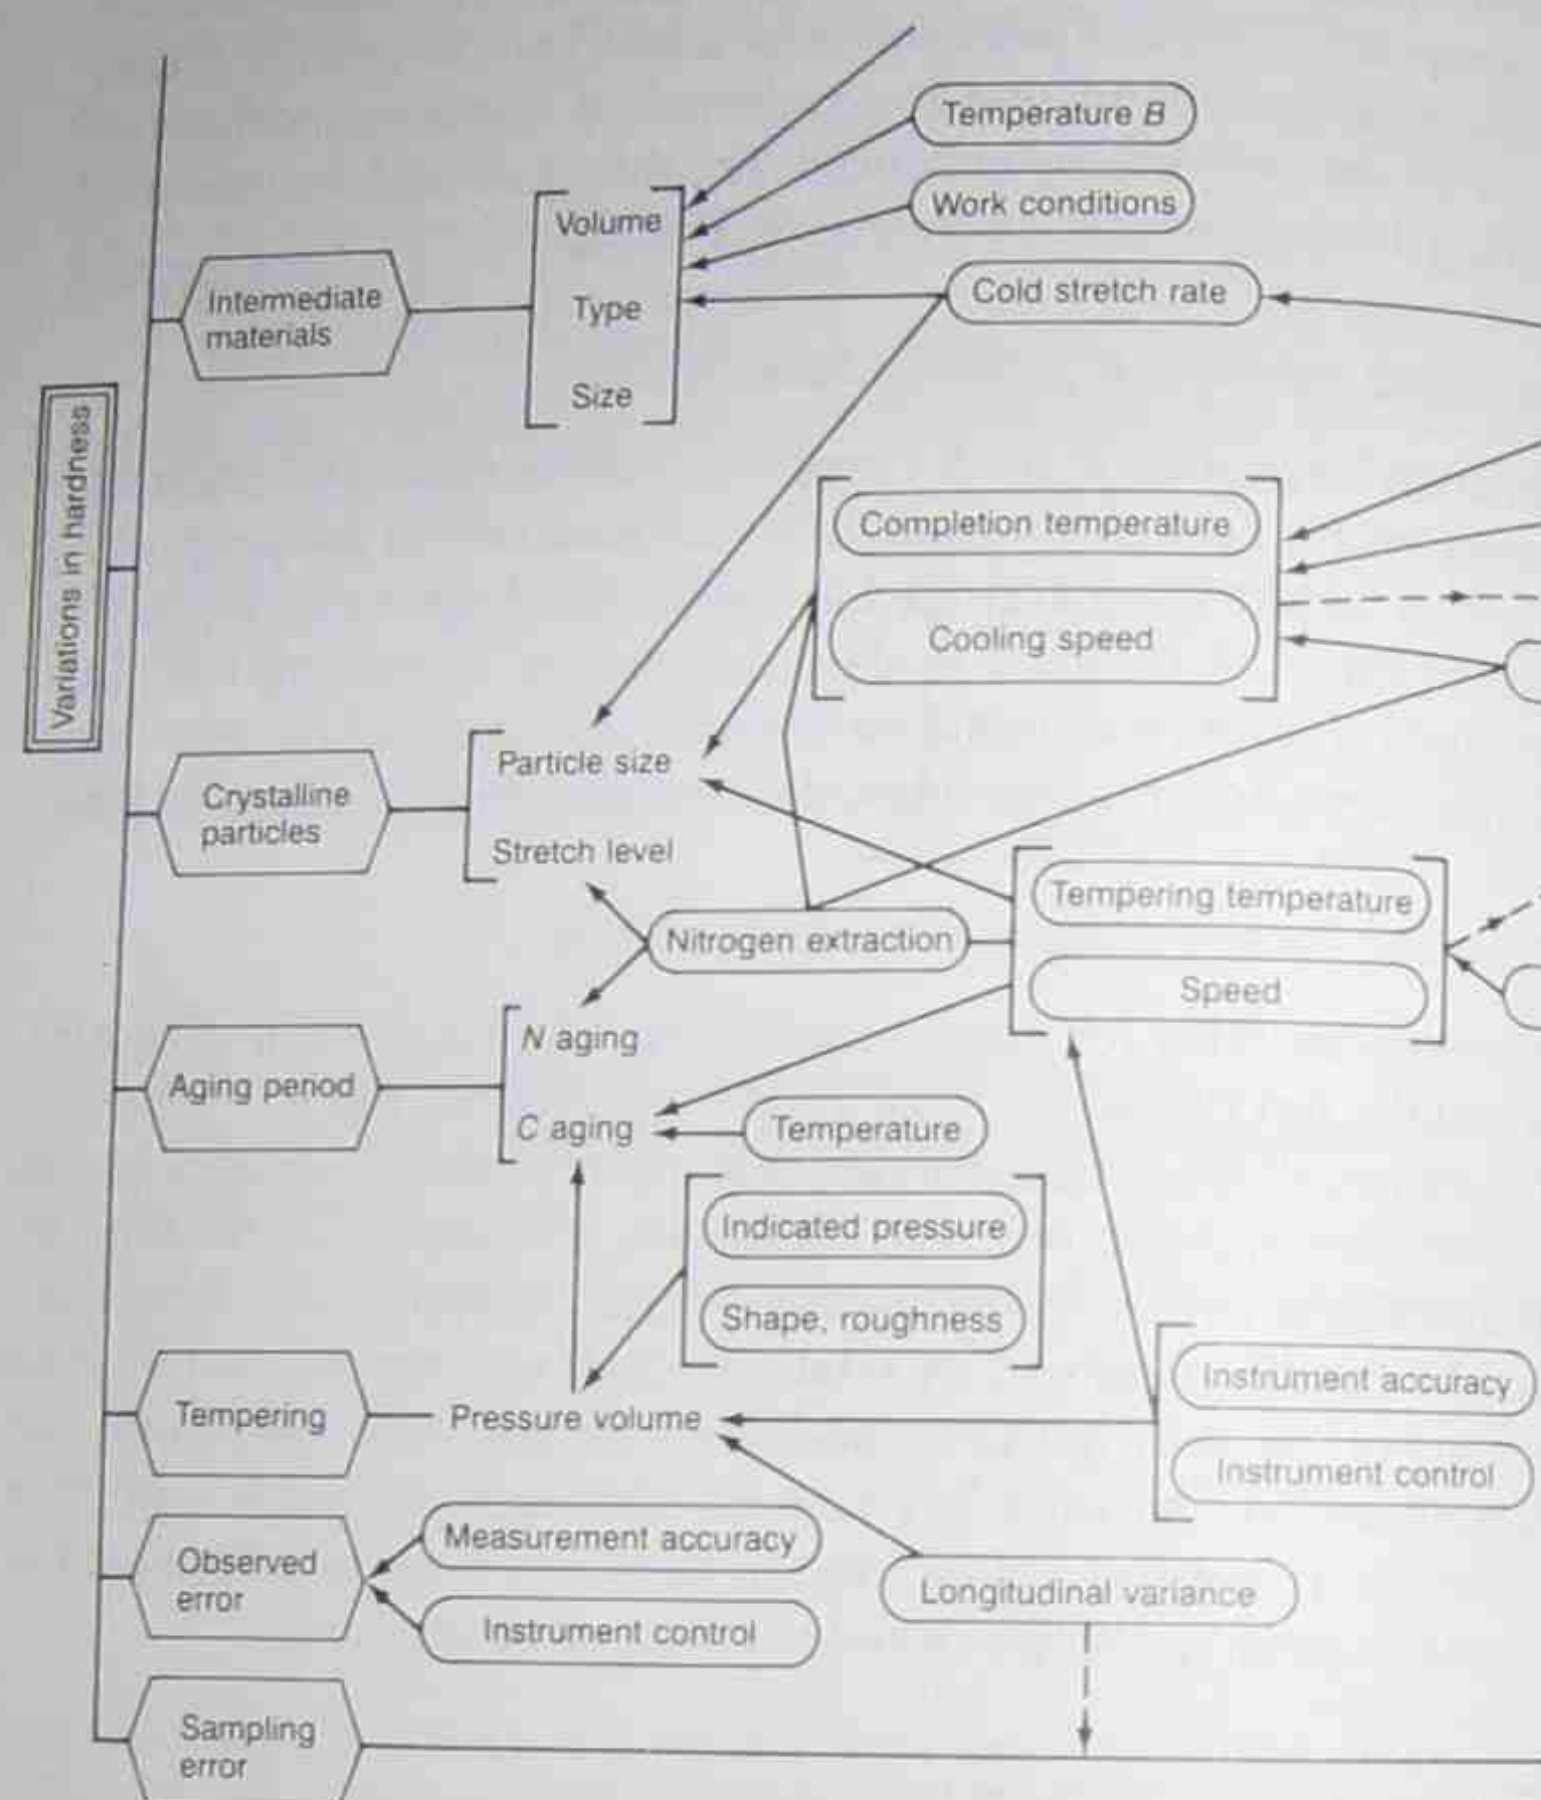 Temperature B
Work conditions
Volume
Cold stretch rate
Intermediate
materials
Type
Size
Variations in hardness
Completion temperature
Cooling speed
Particle size
Crystalline
particles
Stretch level
Tempering temperature
Nitrogen extraction
Speed
N aging
Aging period
C aging
Temperature
Indicated pressure
Shape, roughness
Instrument accuracy
Tempering
Pressure volume
Instrument control
Measurement accuracy
Observed
error
Longitudinal variance
Instrument control
Sampling
error